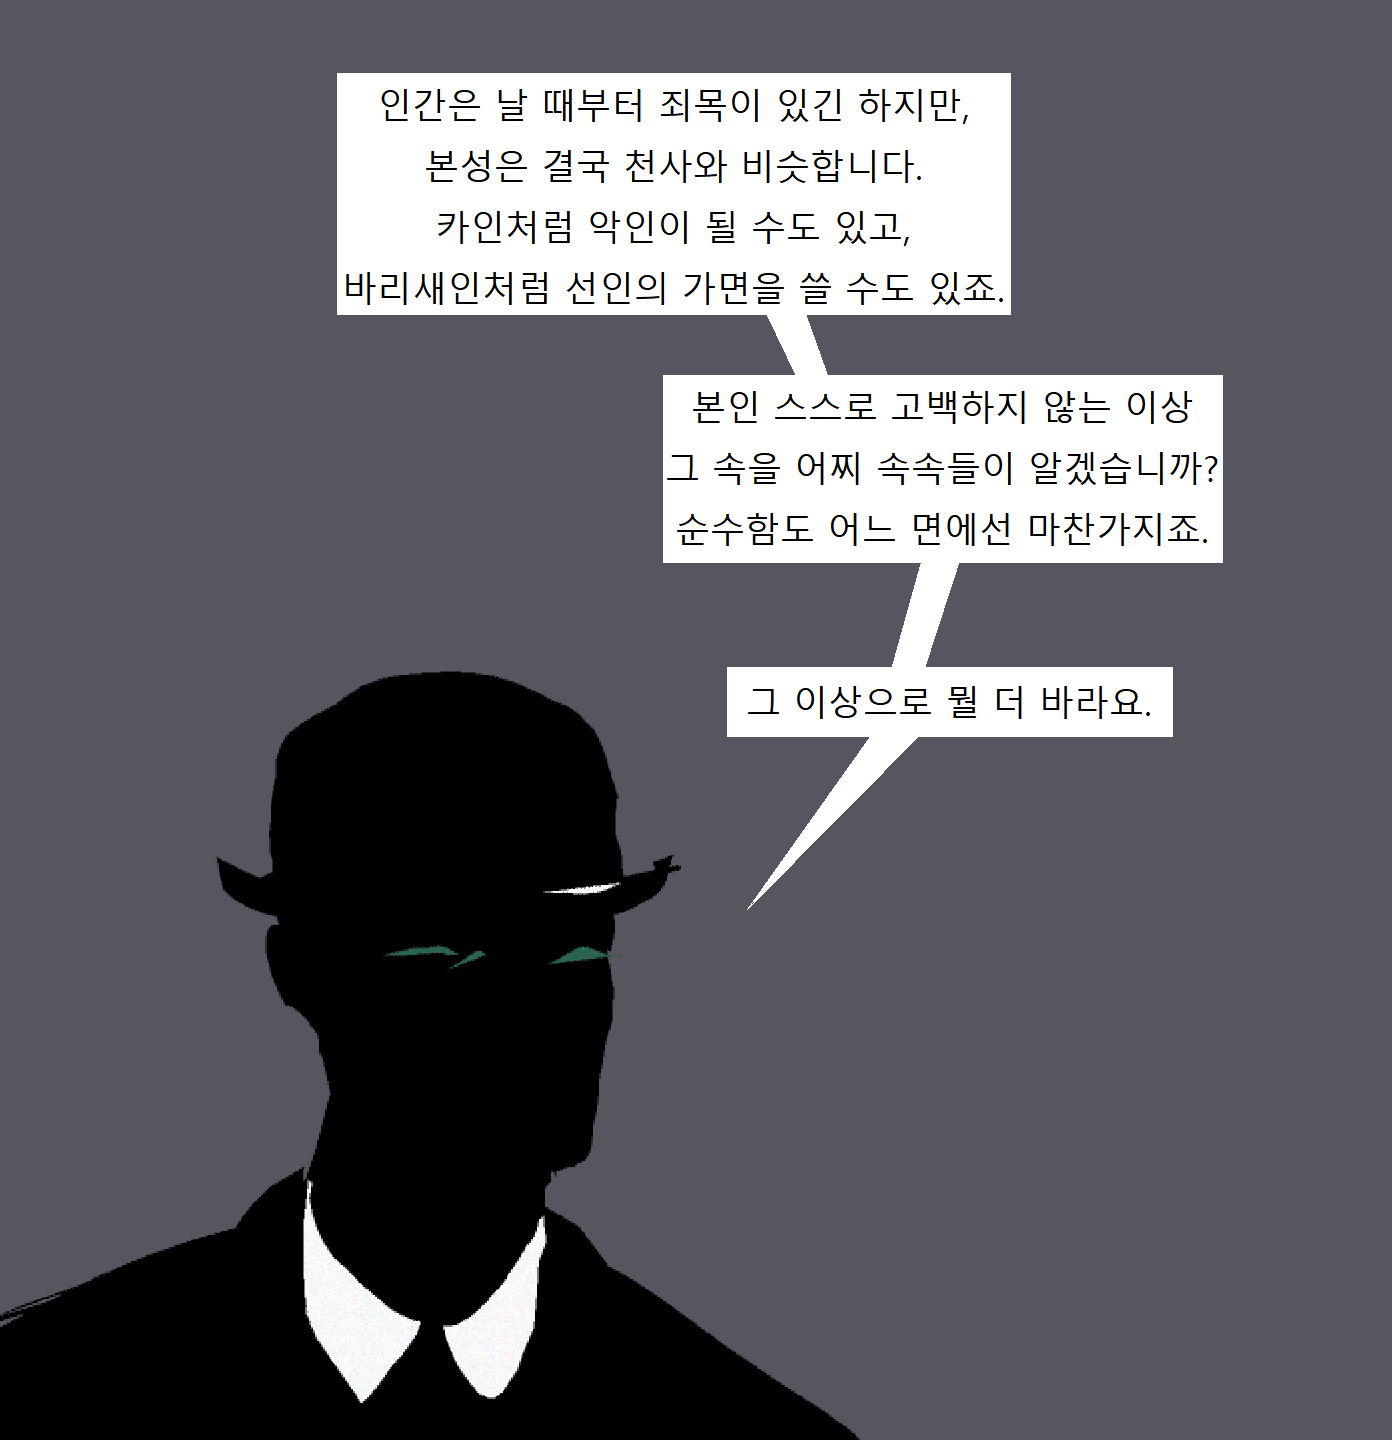 인간은 날 때부터 죄목이 있긴 하지만,
본성은 결국 천사와 비슷합니다.
카인처럼 악인이 될 수도 있고,
바리새인처럼 선인의 가면을 쓸 수도 있죠.
본인 스스로 고백하지 않는 이상
그 속을 어찌 속속들이 알겠습니까?
순수함도 어느 면에선 마찬가지죠.
그 이상으로 뭘 더 바라요.